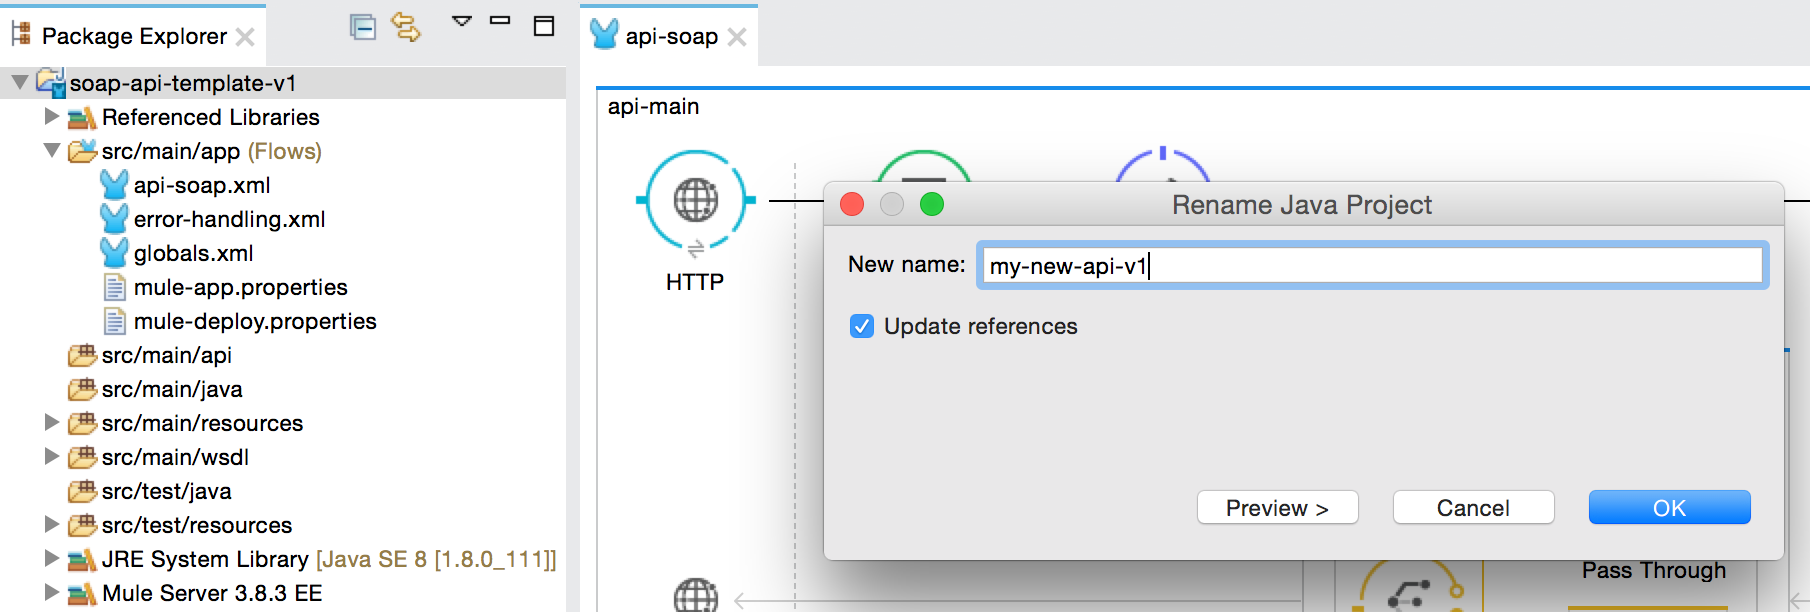 Package Explorer
soap-api-template-v1
Referenced Libraries
src/main/app (Flows)
api-soap.xml
error-handling.xml
globals.xml
mule-app.properties
mule-deploy.properties
src/main/api
src/main/java
src/main/resources
src/main/wsdl
src/test/java
src/test/resources
JRE System Library [Java SE 8 [1.8.0_111]]
Mule Server 3.8.3 EE
api-soap
api-main
HTTP
Rename Java Project
New name: my-new-api-v1
Update references
Preview > Cancel OK
Pass Through